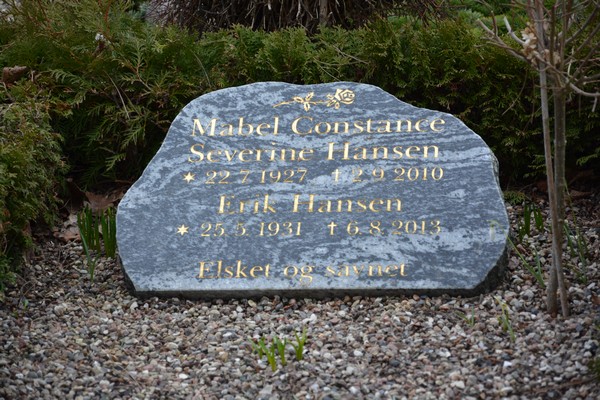 Mabel Constance
Severine Hansen
* 22.7.1927 † 2.9.2010
Erik Hansen
* 25.5.1931 † 6.8.2013
Elsket og savnet